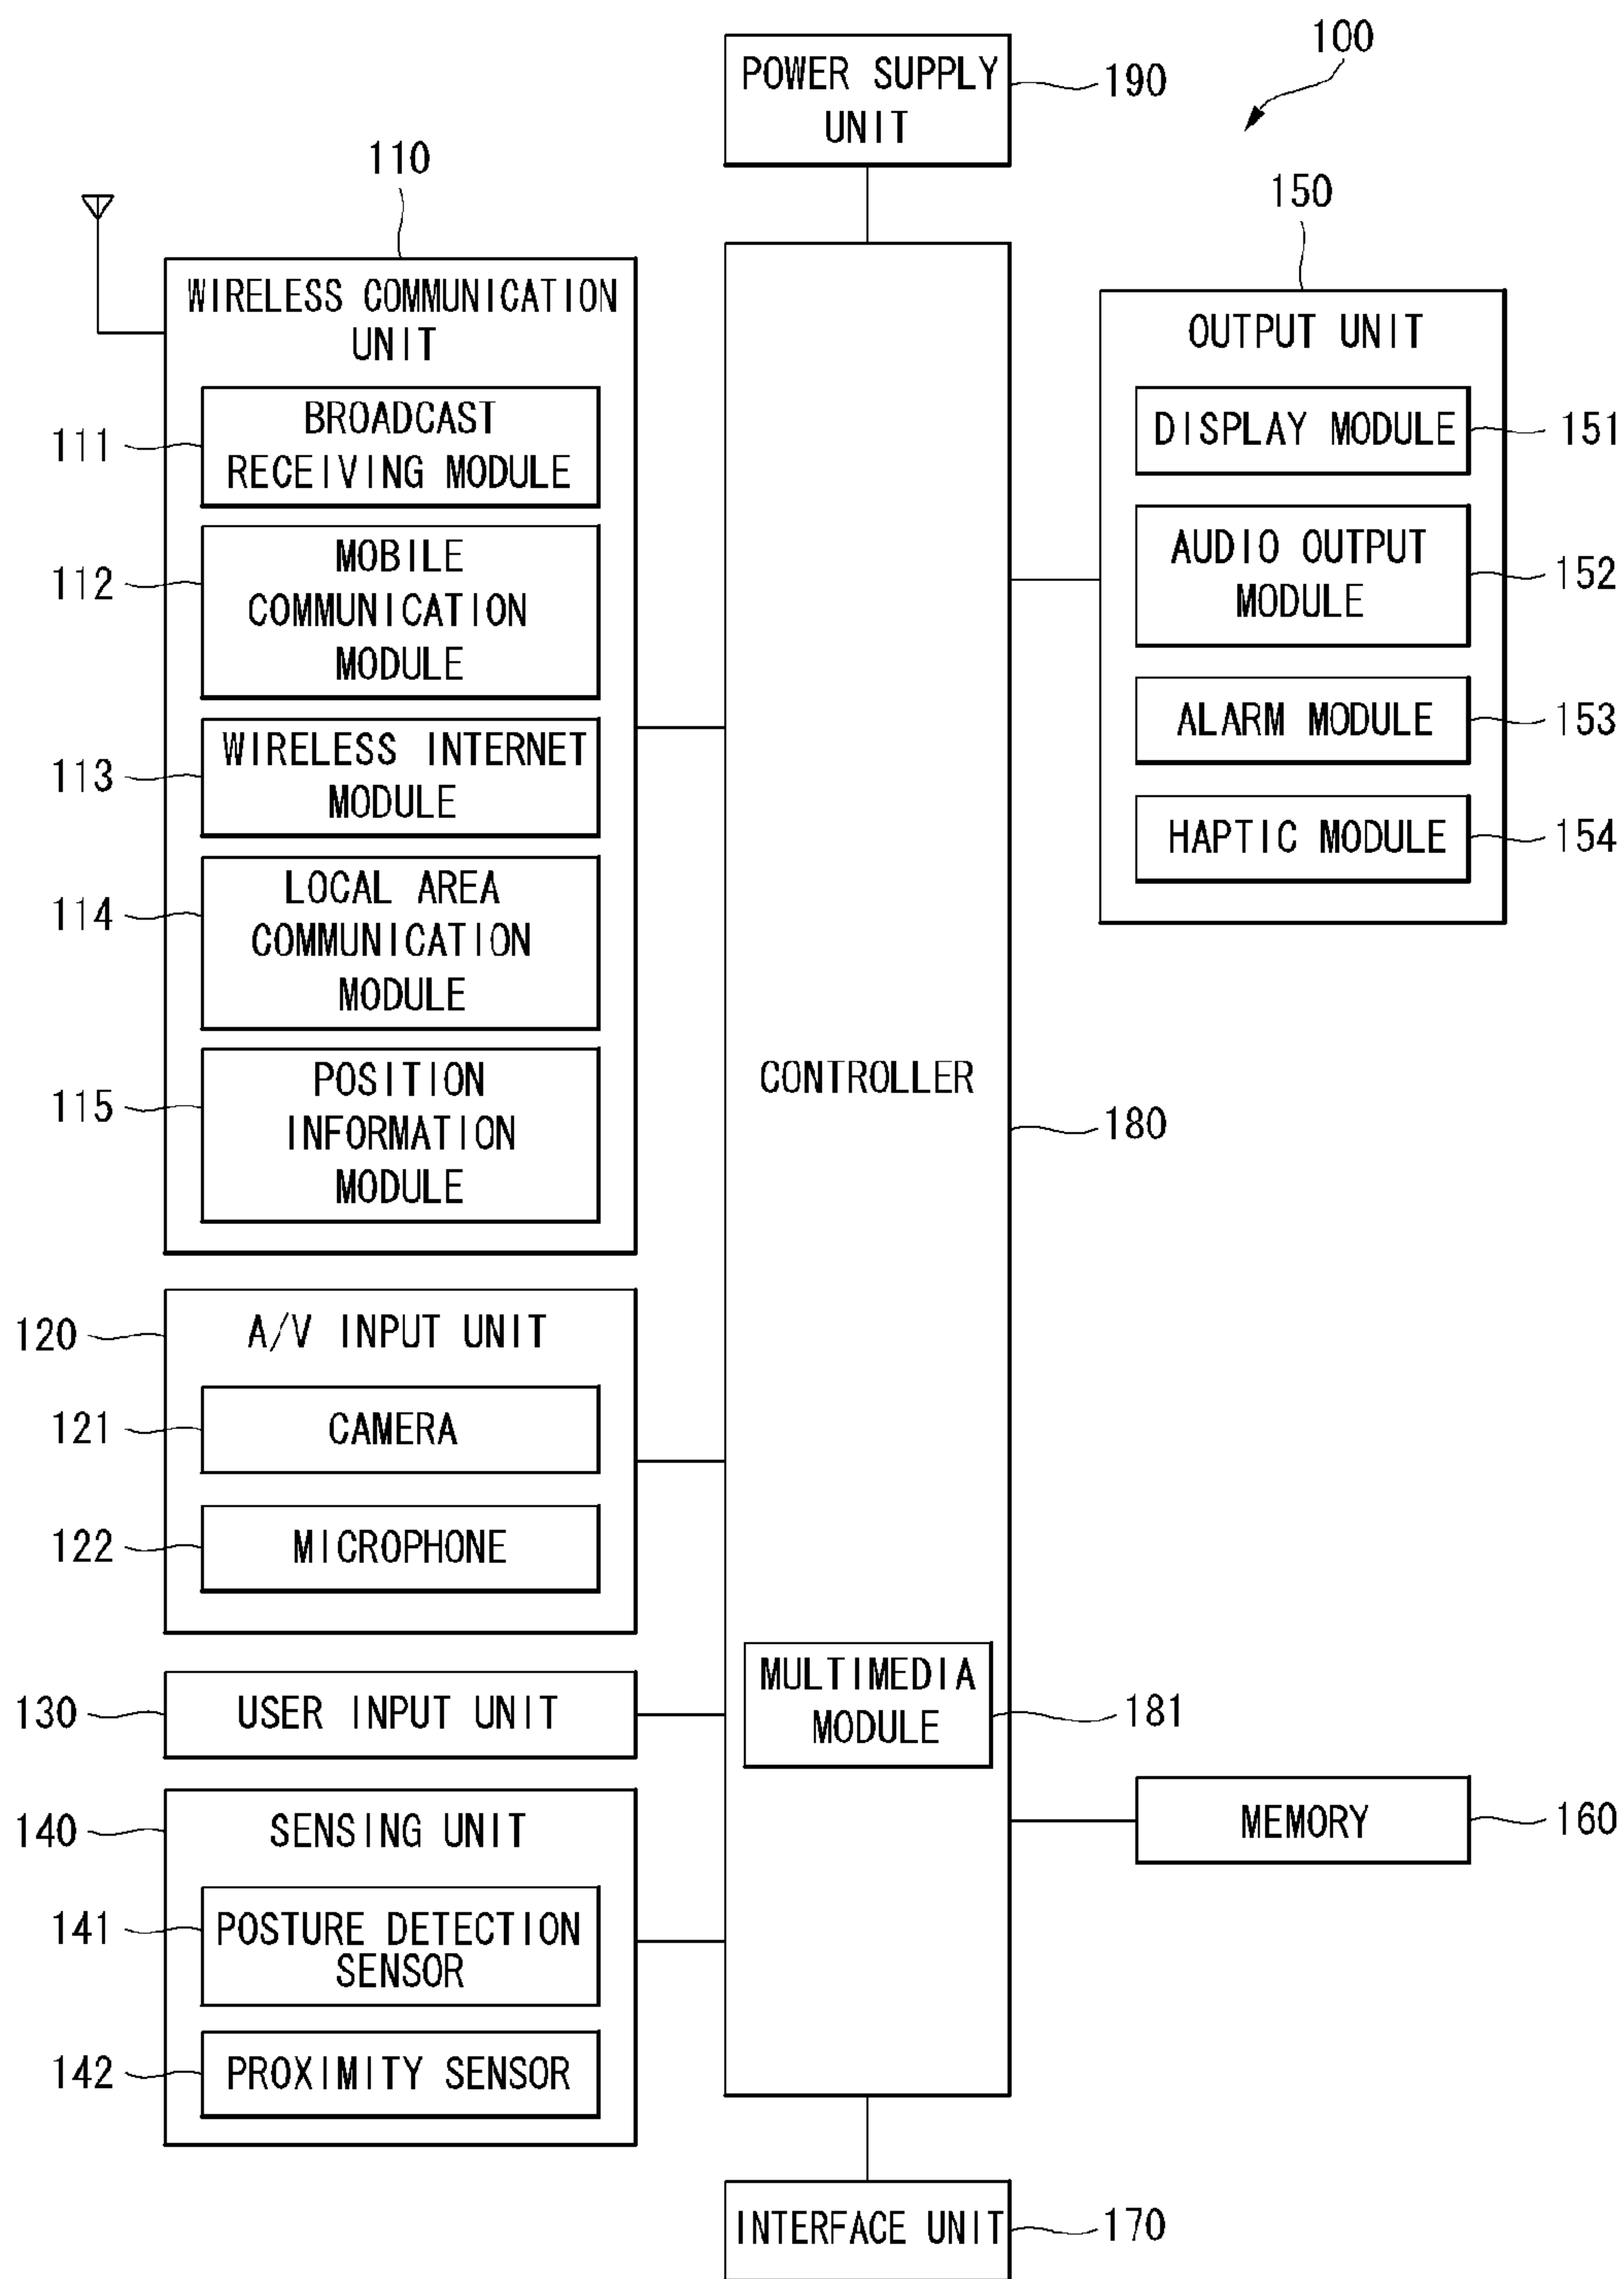 100
POWER SUPPLY
UNIT
190
110
WIRELESS COMMUNICATION
UNIT
111
BROADCAST
RECEIVING MODULE
112
MOBILE
COMMUNICATION
MODULE
113
WIRELESS INTERNET
MODULE
114
LOCAL AREA
COMMUNICATION
MODULE
115
POSITION
INFORMATION
MODULE
120
A/V INPUT UNIT
121
CAMERA
122
MICROPHONE
130
USER INPUT UNIT
140
SENSING UNIT
141
POSTURE DETECTION
SENSOR
142
PROXIMITY SENSOR
CONTROLLER
180
MULTIMEDIA
MODULE
181
150
OUTPUT UNIT
DISPLAY MODULE
151
AUDIO OUTPUT
MODULE
152
ALARM MODULE
153
HAPTIC MODULE
154
MEMORY
160
INTERFACE UNIT
170